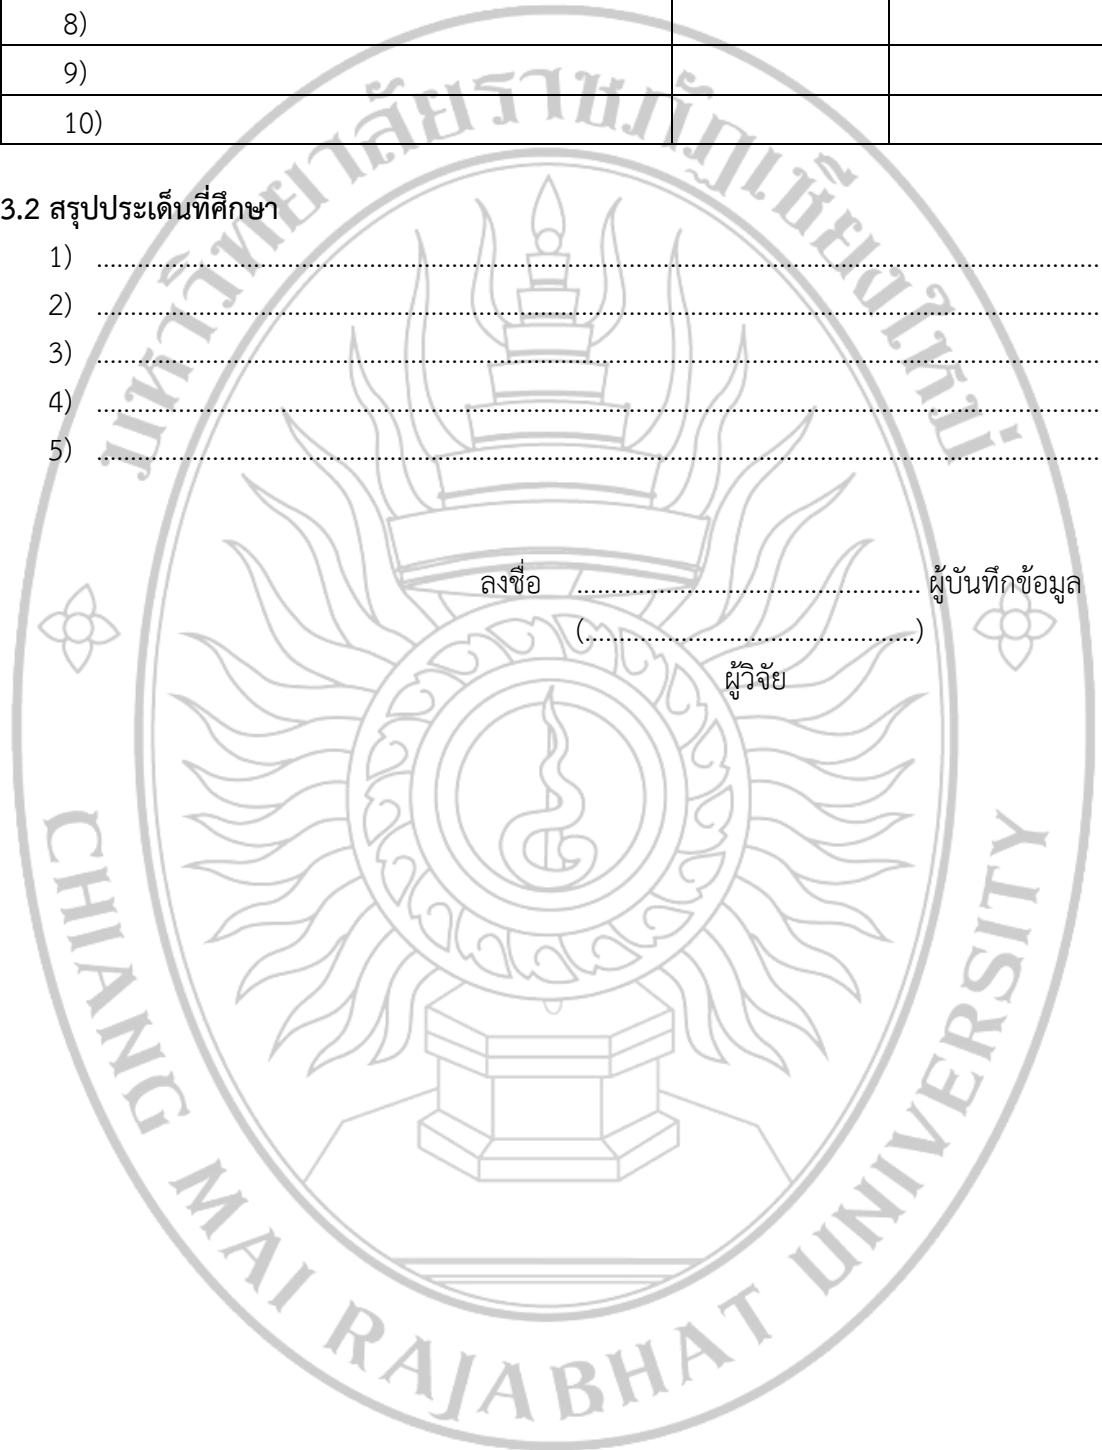 8)
9)
10)
3.2 สรุปประเด็นที่ศึกษา
1) ........................................................................................................................................................
2) ........................................................................................................................................................
3) ........................................................................................................................................................
4) ........................................................................................................................................................
5) ........................................................................................................................................................
ลงชื่อ .................................................. ผู้บันทึกข้อมูล
(................................................)
ผู้วิจัย
มหาวิทยาลัยราชภัฏเชียงใหม่
CHIANG MAI RAJABHAT UNIVERSITY